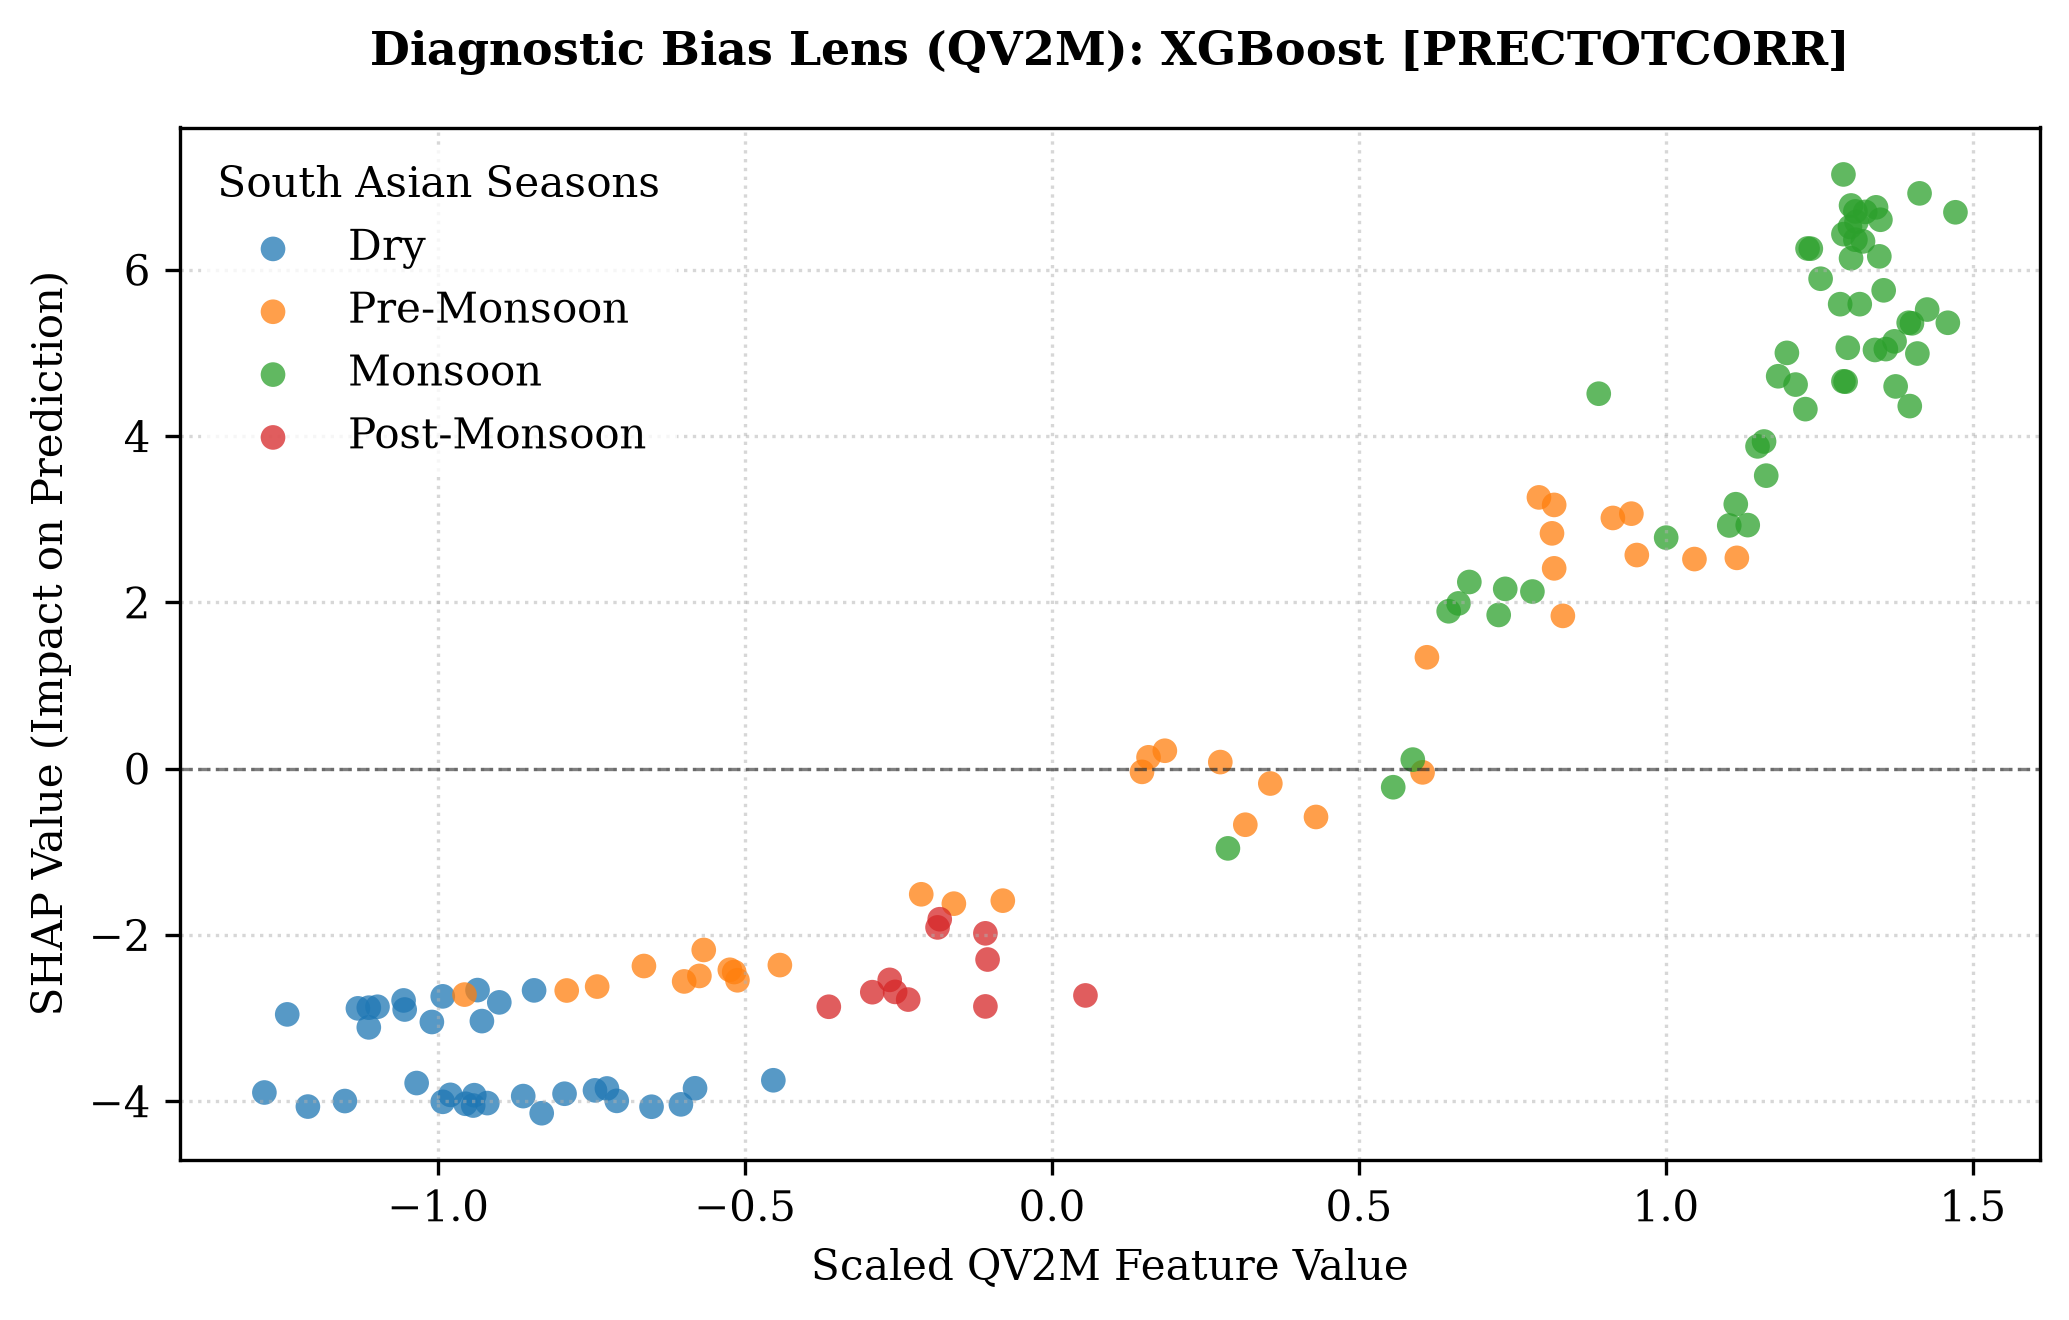 Diagnostic Bias Lens (QV2M): XGBoost [PRECTOTCORR]
South Asian Seasons
Dry
Pre-Monsoon
Monsoon
Post-Monsoon
SHAP Value (Impact on Prediction)
6
4
2
0
−2
−4
−1.0
−0.5
0.0
0.5
1.0
1.5
Scaled QV2M Feature Value